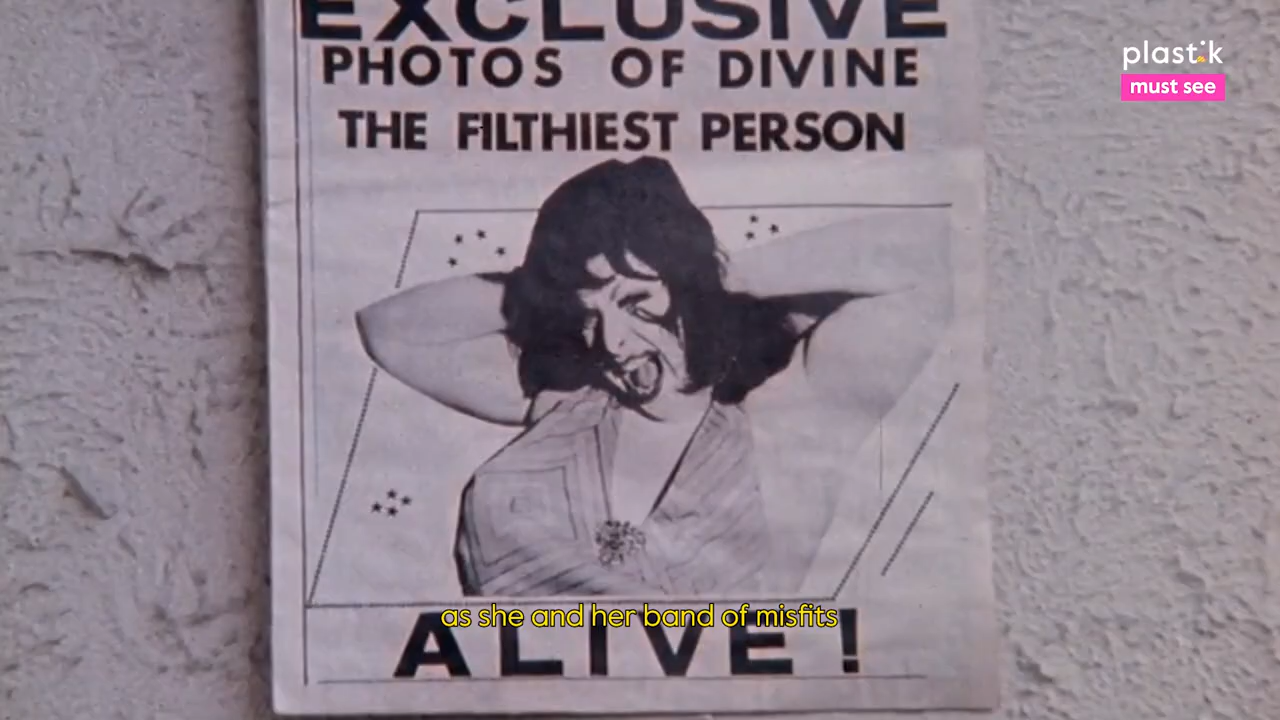 EXCLUSIVE
PHOTOS OF DIVINE
THE FILTHIEST PERSON
ALIVE!
as she and her band of misfits
plastik
must see